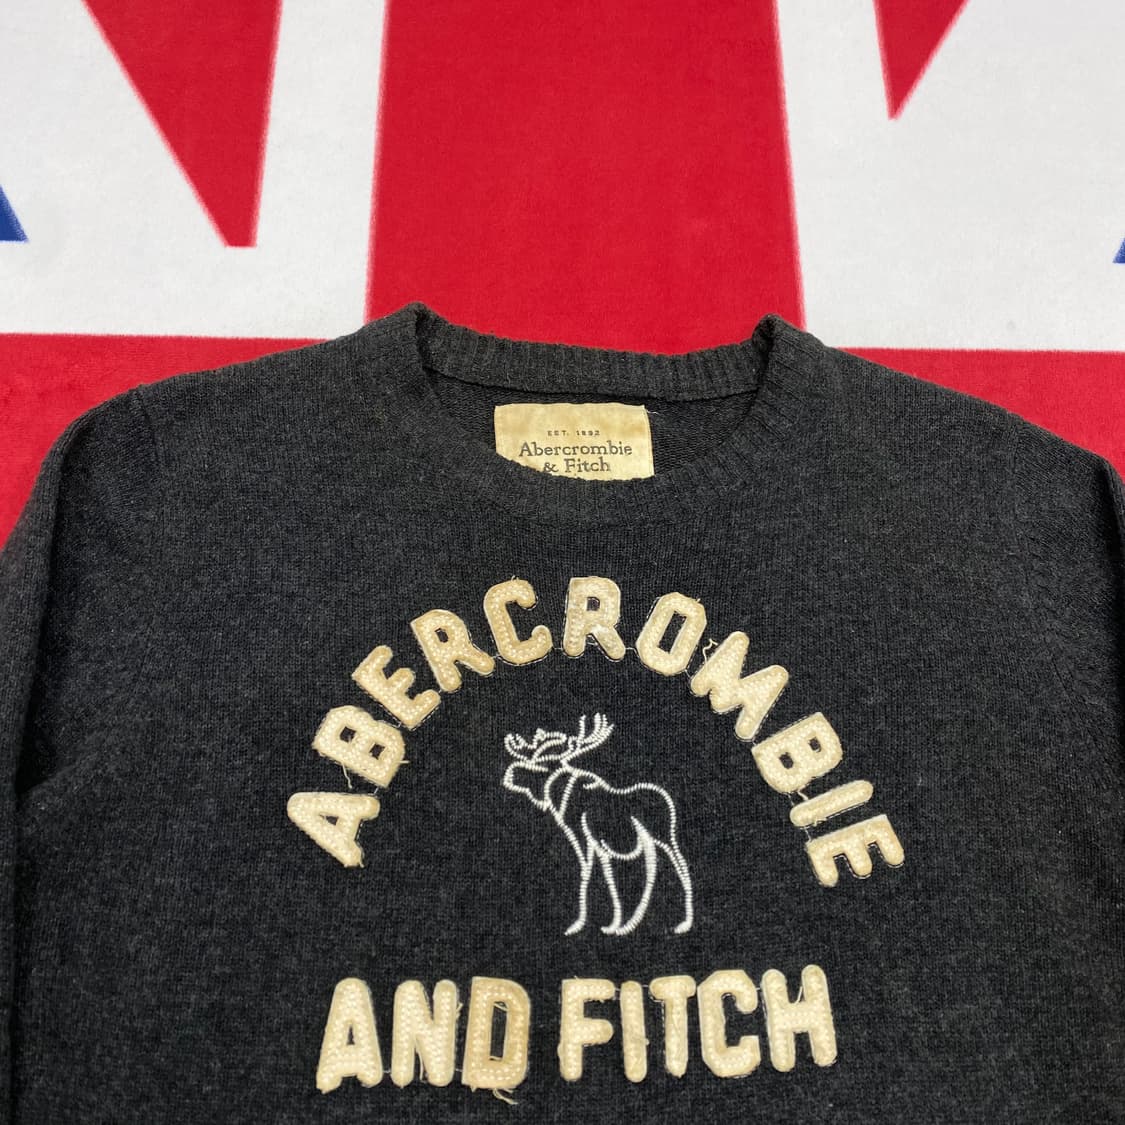 EST. 1892
Abercrombie
& Fitch
ABERCROMBIE
AND FITCH